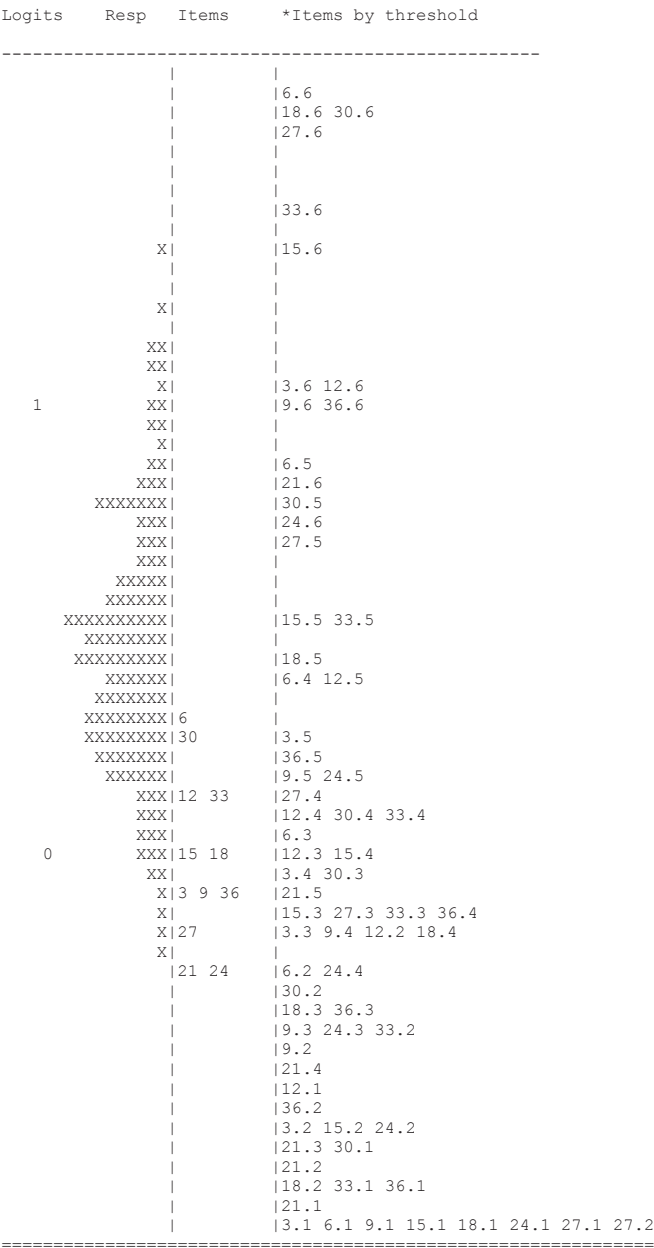 Logits Resp Items *Items by threshold
----------------------------------------------------
| |
| |6.6
| |18.6 30.6
| |27.6
| |
| |
| |
| |33.6
| |
X| |15.6
| |
| |
X| |
| |
XX| |
XX| |
X| |3.6 12.6
1 XX| |9.6 36.6
XX| |
X| |
XX| |6.5
XXX| |21.6
XXXXXXX| |30.5
XXX| |24.6
XXX| |27.5
XXX| |
XXXXX| |
XXXXXX| |
XXXXXXXXXX| |15.5 33.5
XXXXXXXX| |
XXXXXXXXX| |18.5
XXXXXX| |6.4 12.5
XXXXXXX| |
XXXXXXXX|6 |
XXXXXXXX|30 |3.5
XXXXXXX| |36.5
XXXXXX| |9.5 24.5
XXX|12 33 |27.4
XXX| |12.4 30.4 33.4
XXX| |6.3
0 XXX|15 18 |12.3 15.4
XX| |3.4 30.3
X|3 9 36 |21.5
X| |15.3 27.3 33.3 36.4
X|27 |3.3 9.4 12.2 18.4
X| |
|21 24 |6.2 24.4
| |30.2
| |18.3 36.3
| |9.3 24.3 33.2
| |9.2
| |21.4
| |12.1
| |36.2
| |3.2 15.2 24.2
| |21.3 30.1
| |21.2
| |18.2 33.1 36.1
| |21.1
| |3.1 6.1 9.1 15.1 18.1 24.1 27.1 27.2
===============================================================